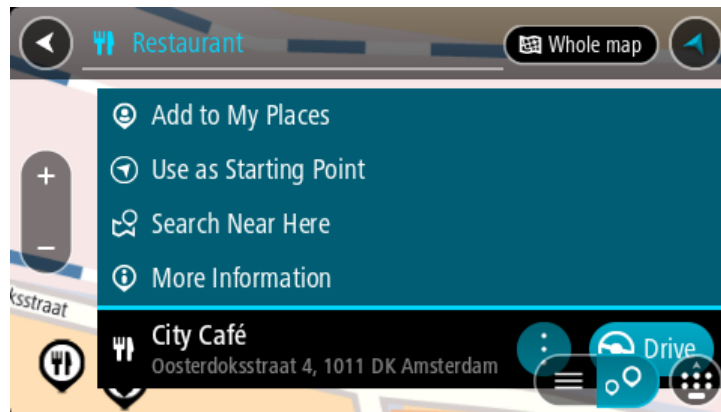 Restaurant
Whole map
Add to My Places
Use as Starting Point
Search Near Here
More Information
ksstraat
City Café
Drive
Oosterdoksstraat 4, 1011 DK Amsterdam